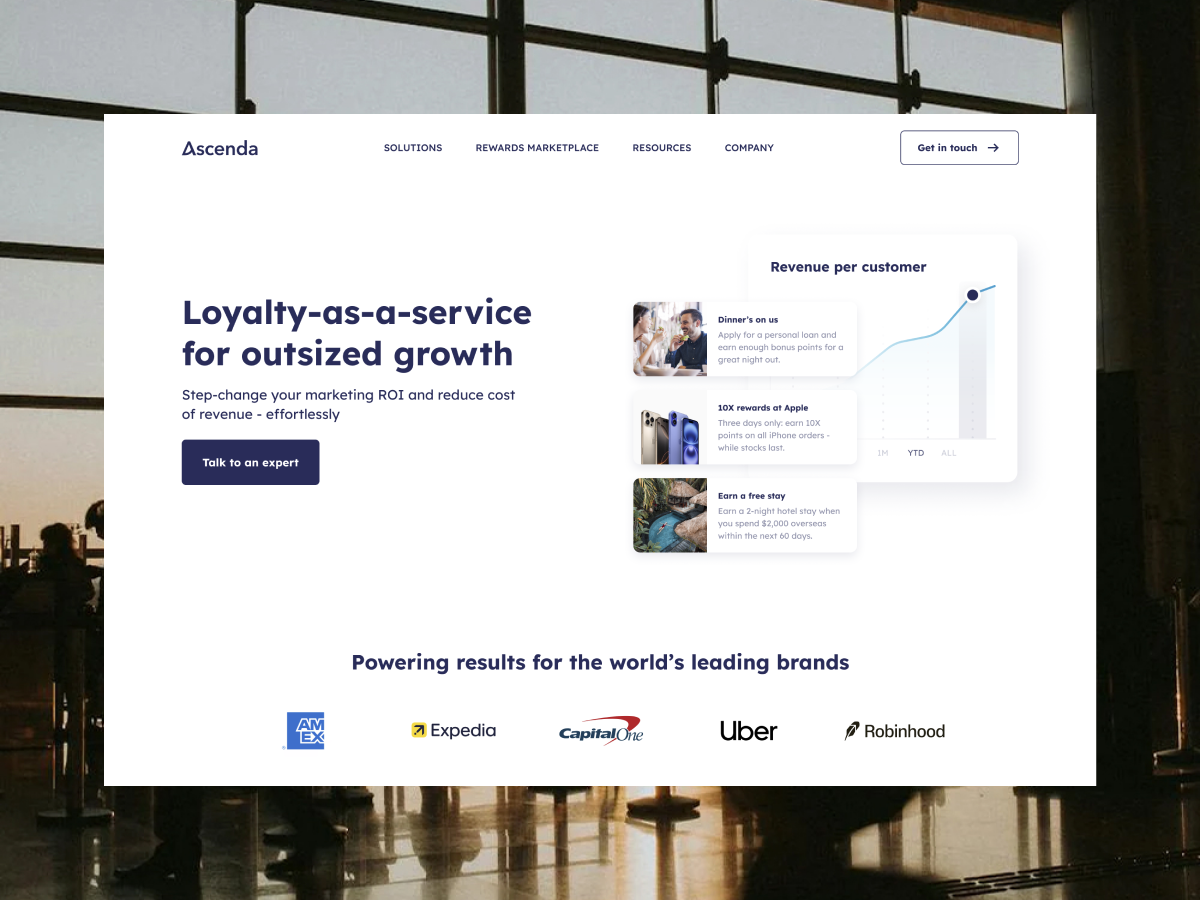 Ascenda
SOLUTIONS
REWARDS MARKETPLACE
RESOURCES
COMPANY
Get in touch
Loyalty-as-a-service
for outsized growth
Step-change your marketing ROI and reduce cost
of revenue - effortlessly
Talk to an expert
Revenue per customer
Dinner's on us
Apply for a personal loan and
earn enough bonus points for a
great night out.
10X rewards at Apple
Three days only: earn 10X
points on all iPhone orders -
while stocks last.
Earn a free stay
Earn a 2-night hotel stay when
you spend $2,000 overseas
within the next 60 days.
1M
YTD
ALL
Powering results for the world's leading brands
AM
EX
Expedia
CapitalOne
Uber
Robinhood